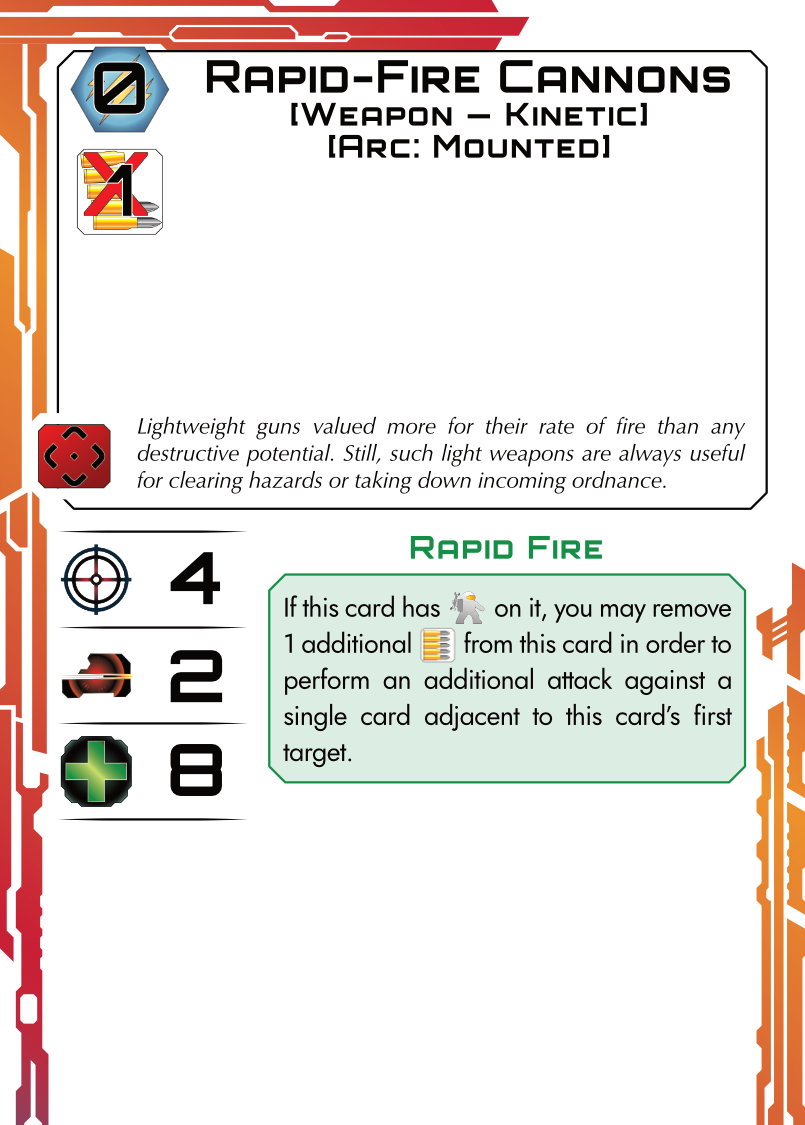 0
Rapid-Fire Cannons
[Weapon – Kinetic]
[Arc: Mounted]
1
Lightweight guns valued more for their rate of fire than any
destructive potential. Still, such light weapons are always useful
for clearing hazards or taking down incoming ordnance.
4
2
8
Rapid Fire
If this card has on it, you may remove
1 additional from this card in order to
perform an additional attack against a
single card adjacent to this card's first
target.